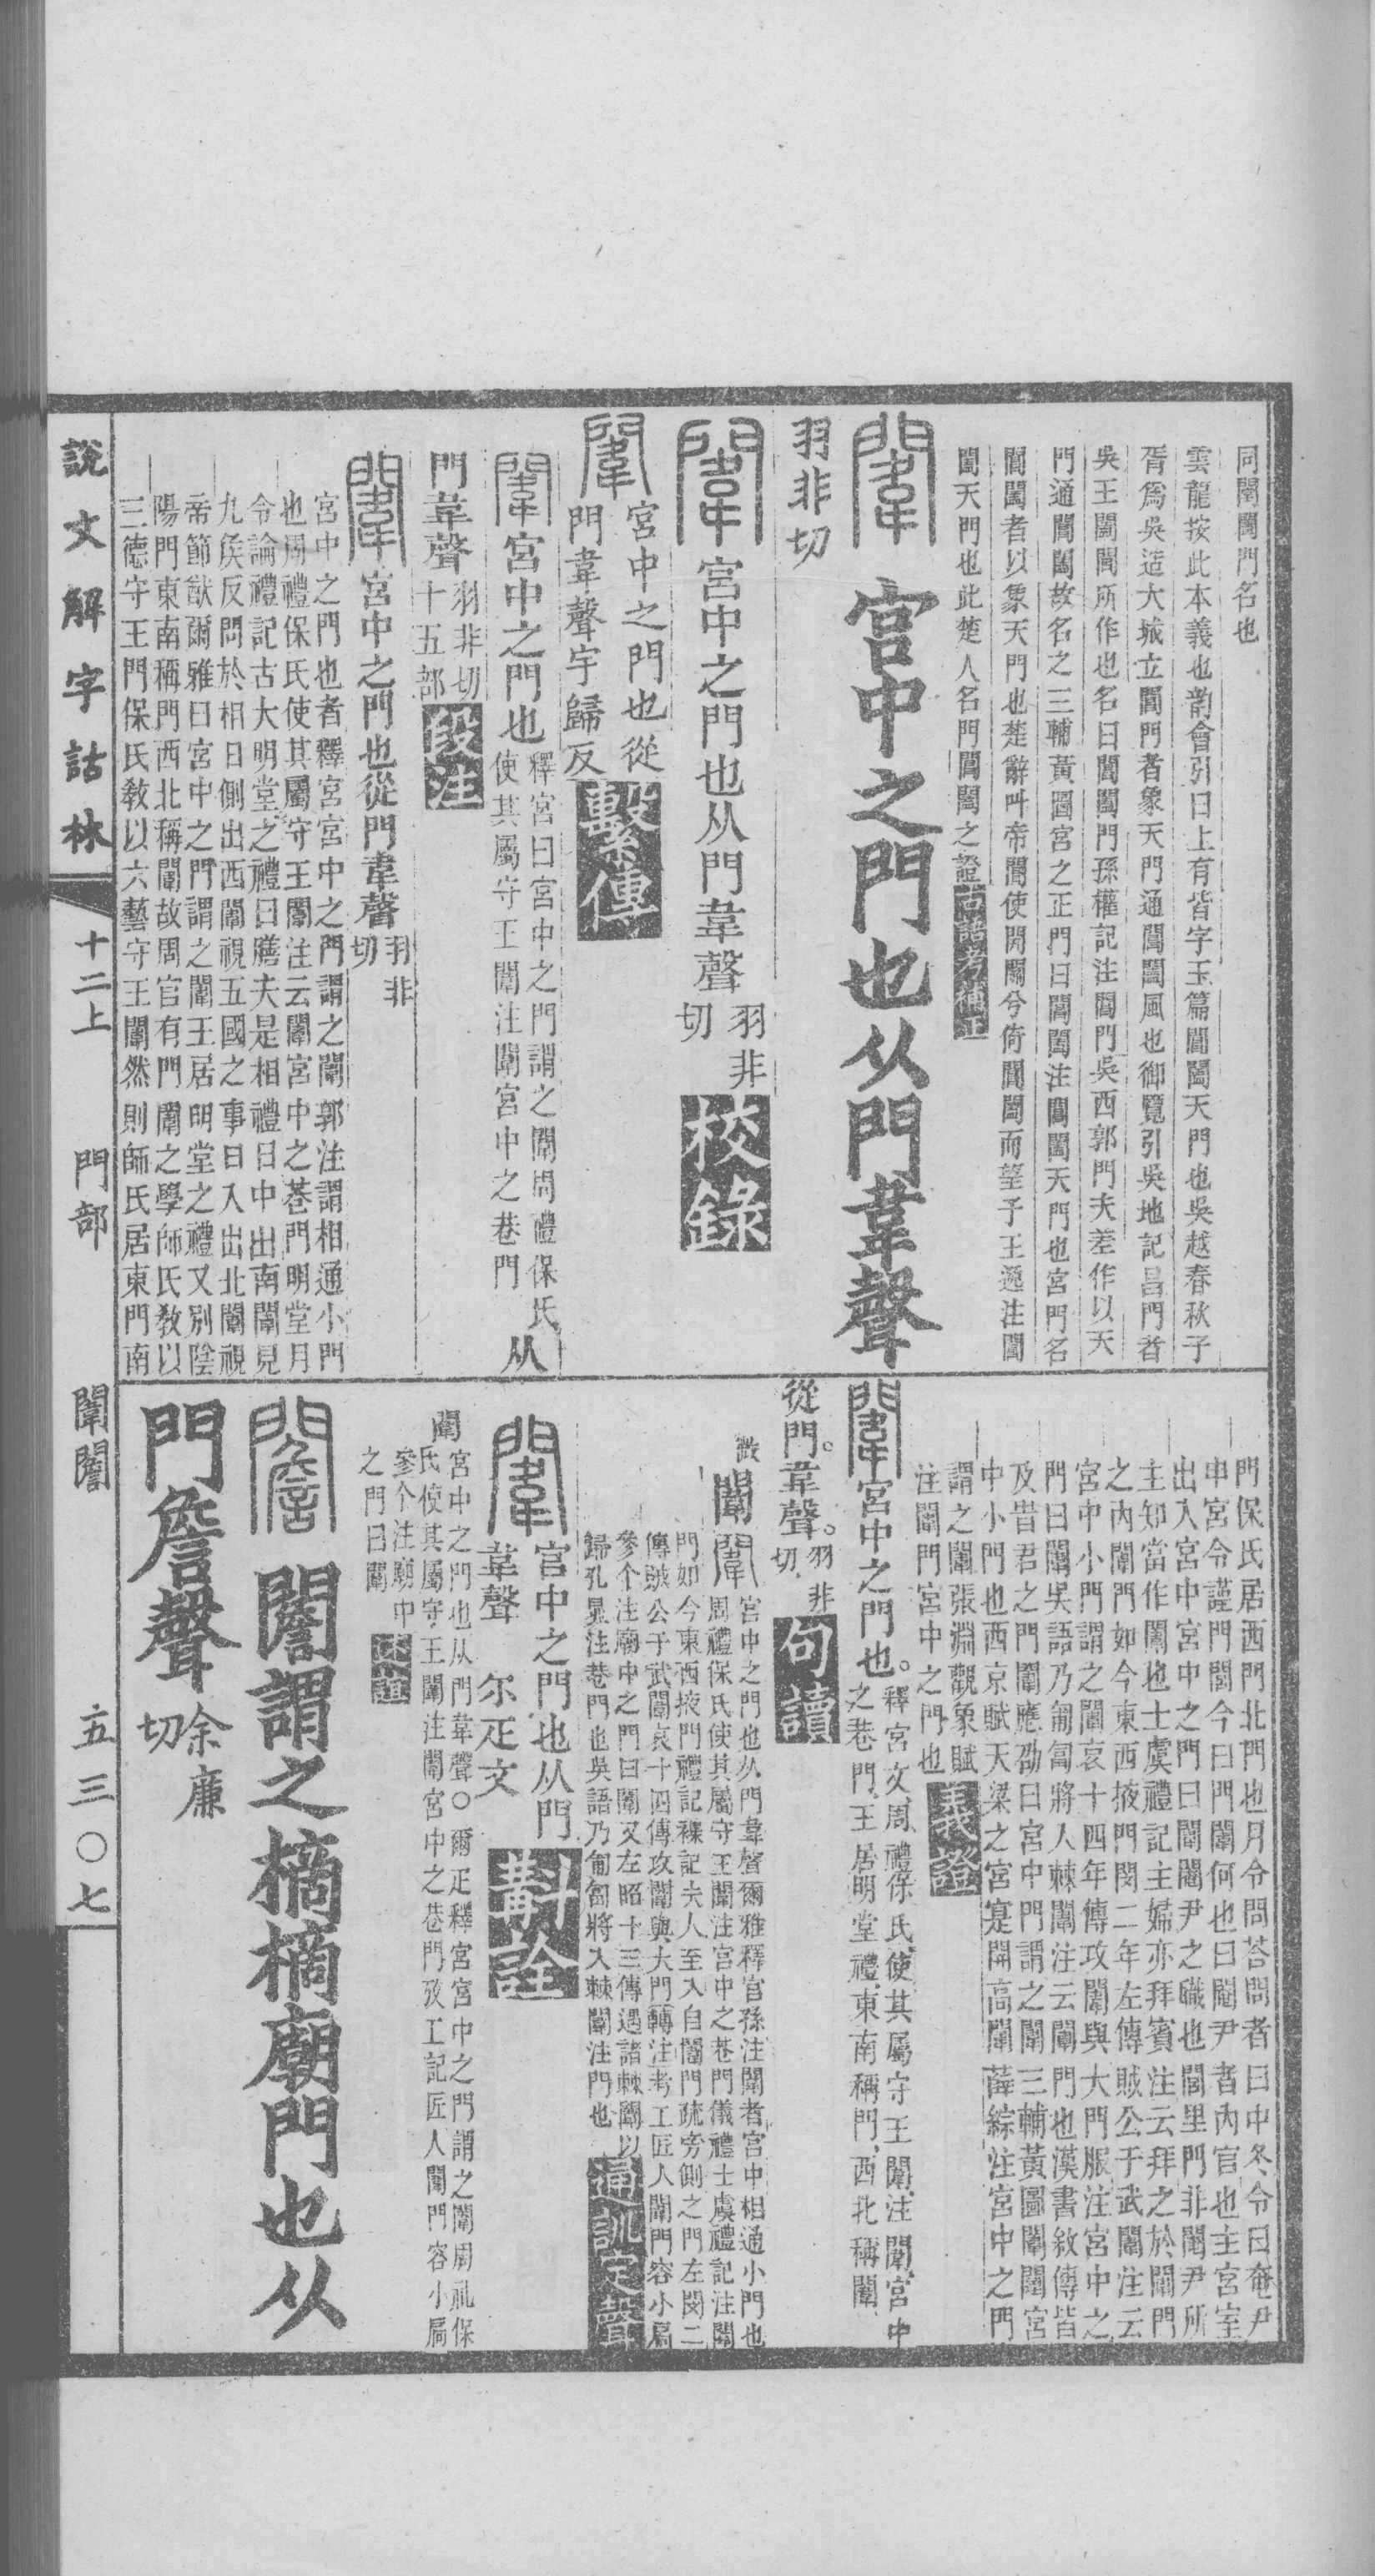 同閶闔門名也
雲龍按此本義也韵會引曰上有皆字玉篇閶闔天門也吳越春秋子
胥爲吳造大城立閶門者象天門通閶闔風也御覽引吳地記昌門者
吳王闔閭所作也名曰閶闔門孫權記注閶門吳西郭門夫差作以天
門通閶闔故名之三輔黃圖宮之正門曰閶闔注閶闔天門也宮門名
閶闔者以象天門也楚辭叫帝閽使開關兮倚閶闔而望予王逸注閶
闔天門也此楚人名門閶闔之證古語考補正
闈 宮中之門也从門韋聲
羽非切
闈宮中之門也从門韋聲羽非切校錄
闈宮中之門也從門韋聲宇歸反繫傳
闈宮中之門也釋宮曰宮中之門謂之闈周禮保氏使其屬守王闈注闈宮中之巷門从
門韋聲羽非切十五部段注
闈宮中之門也從門韋聲羽非切
宮中之門也者釋宮宮中之門謂之闈郭注謂相通小門
也周禮保氏使其屬守王闈注云闈宮中之巷門明堂月
令論禮記古大明堂之禮曰膳夫是相禮日中出南闈見
九侯反問於相日側出西闈視五國之事日入出北闈視
帝節猷爾雅曰宮中之門謂之闈王居明堂之禮又別陰
陽門東南稱門西北稱闈故周官有門闈之學師氏教以
三德守王門保氏教以六藝守王闈然則師氏居東門南
門保氏居西門北門也月令問荅問者曰中冬令曰奄尹
申宮令謹門閭今曰門闈何也曰閹尹者內官也主宮室
出入宮中宮中之門曰闈閹尹之職也閭里門非閹尹所
主知當作闈也士虞禮記主婦亦拜賓注云拜之於闈門
之內闈門如今東西掖門閔二年左傳賊公于武闈注云
宮中小門謂之闈哀十四年傳攻闈與大門服注宮中之
門曰闈吳語乃匍匐將入棘闈注云闈門也漢書敘傳皆
及昔君之門闈應劭曰宮中門謂之闈三輔黃圖闈闔宮
中小門也西京賦天梁之宮寔開高闈薛綜注宮中之門
謂之闈張淵觀象賦
注闈門宮中之門也義證
闈宮中之門也。釋宮文周禮保氏使其屬守王闈注闈宮中之巷門王居明堂禮東南稱門西北稱闈
從門。韋聲。羽非切句讀
微闈闈宮中之門也从門韋聲爾雅釋宮孫注闈者宮中相通小門也
周禮保氏使其屬守王闈注宮中之巷門儀禮士虞禮記注闈
門如今東西掖門禮記襍記夫人至入自闈門疏旁側之門左閔二
傳賊公于武闈哀十四傳攻闈與大門轉注考工匠人闈門容小扃
參个注廟中之門曰闈又左昭十三傳遇諸棘闈以
歸孔晁注巷門也吳語乃匍匐將入棘闈注門也通訓定聲
闈宮中之門也从門韋聲 尔疋文斠詮
闈宮中之門也从門韋聲○爾疋釋宮宮中之門謂之闈周礼保
氏使其屬守王闈注闈宮中之巷門攷工記匠人闈門容小扃
參个注廟中
之門曰闈述誼
闇 闇謂之樀樀廟門也从
門詹聲余廉切
說文解字詁林 十二上 門部 闈闇 五三〇七